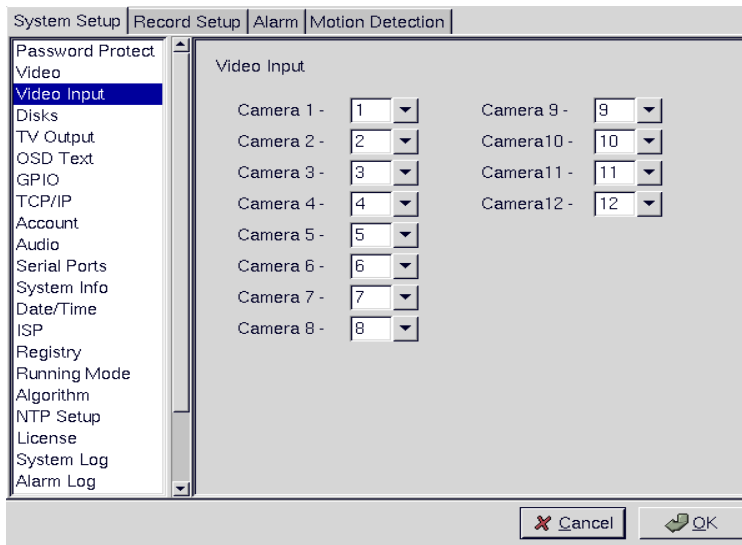 System Setup Record Setup Alarm Motion Detection
Password Protect
Video
Video Input
Disks
TV Output
OSD Text
GPIO
TCP/IP
Account
Audio
Serial Ports
System Info
Date/Time
ISP
Registry
Running Mode
Algorithm
NTP Setup
License
System Log
Alarm Log
Video Input
Camera 1 - 1
Camera 2 - 2
Camera 3 - 3
Camera 4 - 4
Camera 5 - 5
Camera 6 - 6
Camera 7 - 7
Camera 8 - 8
Camera 9 - 9
Camera10 - 10
Camera11 - 11
Camera12 - 12
Cancel OK